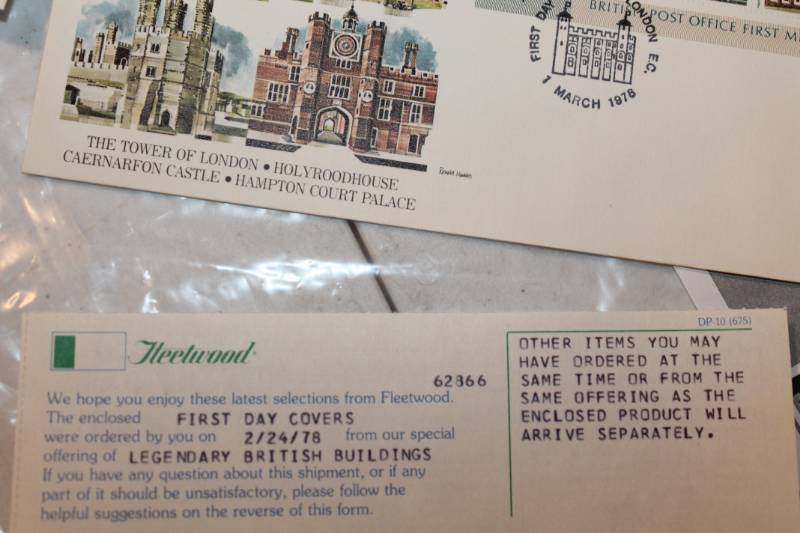 BRITISH POST OFFICE FIRST
FIRST DAY
LONDON E.C.
1 MARCH 1978
THE TOWER OF LONDON • HOLYROODHOUSE
CAERNARFON CASTLE • HAMPTON COURT PALACE
DP-10 (675)
Fleetwood
62866
We hope you enjoy these latest selections from Fleetwood.
The enclosed FIRST DAY COVERS
were ordered by you on 2/24/78 from our special
offering of LEGENDARY BRITISH BUILDINGS
If you have any question about this shipment, or if any
part of it should be unsatisfactory, please follow the
helpful suggestions on the reverse of this form.
OTHER ITEMS YOU MAY
HAVE ORDERED AT THE
SAME TIME OR FROM THE
SAME OFFERING AS THE
ENCLOSED PRODUCT WILL
ARRIVE SEPARATELY.